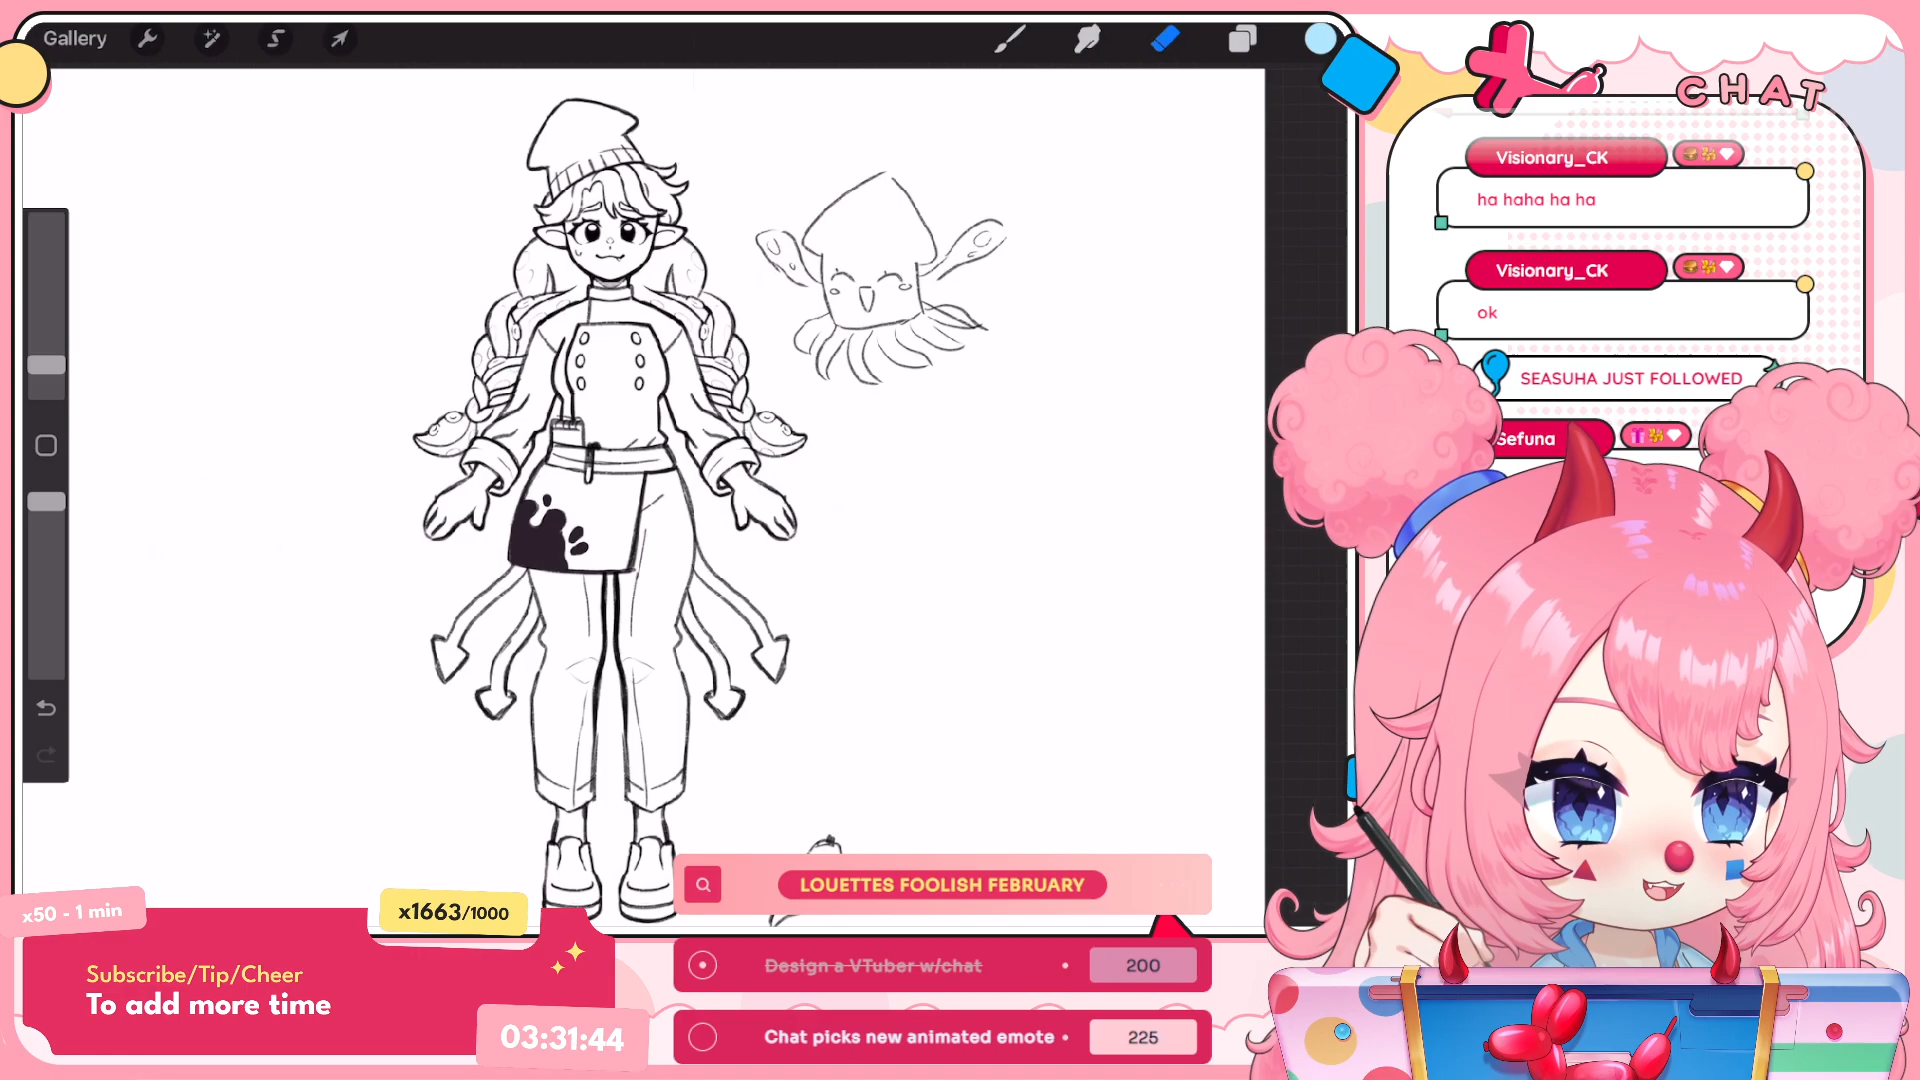 Gallery
CHAT
Visionary_CK
ha haha ha ha
Visionary_CK
ok
SEASUHA JUST FOLLOWED
Sefuna
LOUETTES FOOLISH FEBRUARY
Design a VTuber w/chat • 200
Chat picks new animated emote • 225
x50 - 1 min
x1663/1000
Subscribe/Tip/Cheer
To add more time
03:31:44